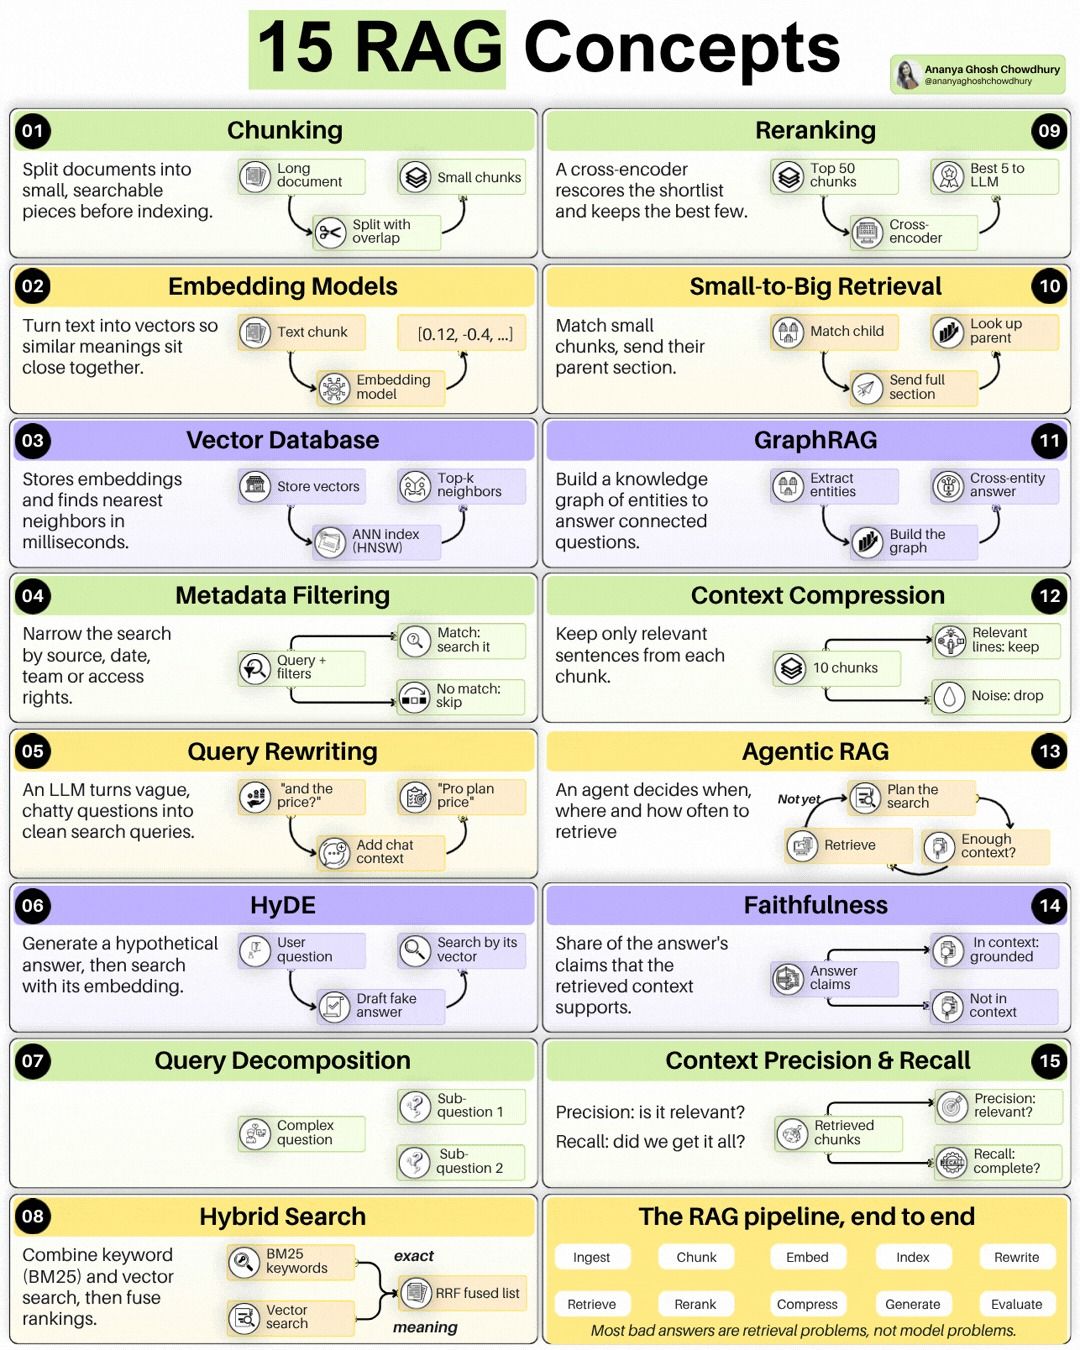 15 RAG Concepts
Ananya Ghosh Chowdhury
@ananyaghoshchowdhury
01
Chunking
Split documents into
small, searchable
pieces before indexing.
Long
document
Small chunks
Split with
overlap
02
Embedding Models
Turn text into vectors so
similar meanings sit
close together.
Text chunk
[0.12, -0.4, ...]
Embedding
model
03
Vector Database
Stores embeddings
and finds nearest
neighbors in
milliseconds.
Store vectors
Top-k
neighbors
ANN index
(HNSW)
04
Metadata Filtering
Narrow the search
by source, date,
team or access
rights.
Query +
filters
Match:
search it
No match:
skip
05
Query Rewriting
An LLM turns vague,
chatty questions into
clean search queries.
"and the
price?"
"Pro plan
price"
Add chat
context
06
HyDE
Generate a hypothetical
answer, then search
with its embedding.
User
question
Search by its
vector
Draft fake
answer
07
Query Decomposition
Complex
question
Sub-
question 1
Sub-
question 2
08
Hybrid Search
Combine keyword
(BM25) and vector
search, then fuse
rankings.
BM25
keywords
Vector
search
exact
RRF fused list
meaning
Reranking
09
A cross-encoder
rescores the shortlist
and keeps the best few.
Top 50
chunks
Best 5 to
LLM
Cross-
encoder
Small-to-Big Retrieval
10
Match small
chunks, send their
parent section.
Match child
Look up
parent
Send full
section
GraphRAG
11
Build a knowledge
graph of entities to
answer connected
questions.
Extract
entities
Cross-entity
answer
Build the
graph
Context Compression
12
Keep only relevant
sentences from each
chunk.
10 chunks
Relevant
lines: keep
Noise: drop
Agentic RAG
13
An agent decides when,
where and how often to
retrieve
Not yet
Plan the
search
Retrieve
Enough
context?
Faithfulness
14
Share of the answer's
claims that the
retrieved context
supports.
Answer
claims
In context:
grounded
Not in
context
Context Precision & Recall
15
Precision: is it relevant?
Recall: did we get it all?
Retrieved
chunks
Precision:
relevant?
Recall:
complete?
The RAG pipeline, end to end
Ingest
Chunk
Embed
Index
Rewrite
Retrieve
Rerank
Compress
Generate
Evaluate
Most bad answers are retrieval problems, not model problems.